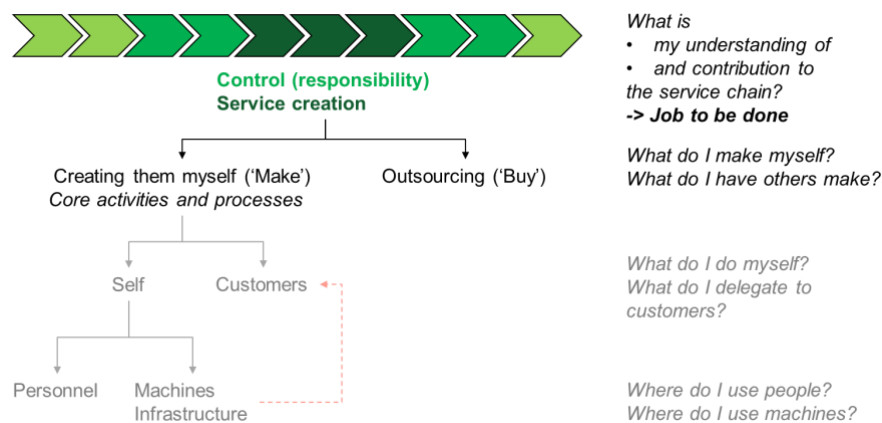 What is
• my understanding of
• and contribution to
the service chain?
-> Job to be done
Control (responsibility)
Service creation
Creating them myself (‘Make’)
Core activities and processes
Outsourcing (‘Buy’)
What do I make myself?
What do I have others make?
Self
Customers
What do I do myself?
What do I delegate to
customers?
Personnel
Machines
Infrastructure
Where do I use people?
Where do I use machines?